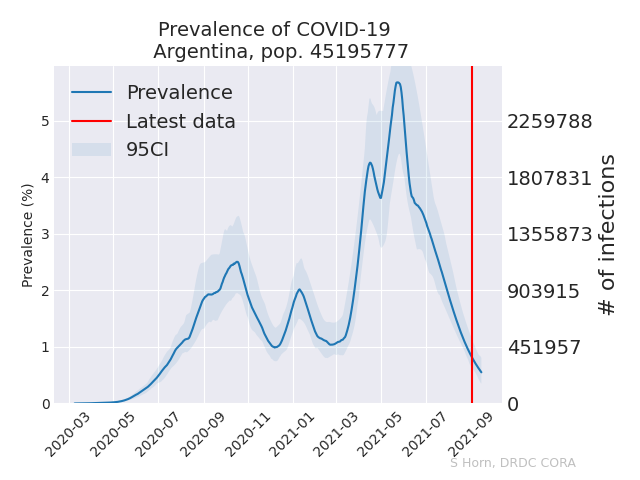 Prevalence of COVID-19
Argentina, pop. 45195777
Prevalence
Latest data
95CI
Prevalence (%)
5
4
3
2
1
0
2259788
1807831
1355873
903915
451957
0
# of infections
2020-03
2020-05
2020-07
2020-09
2020-11
2021-01
2021-03
2021-05
2021-07
2021-09
S Horn, DRDC CORA